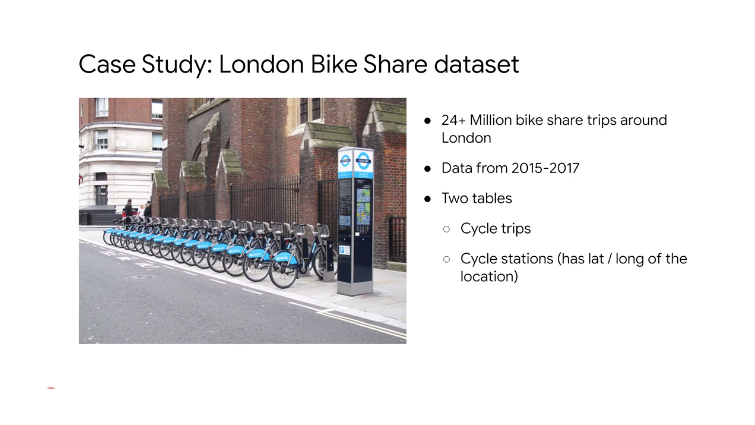 Case Study: London Bike Share dataset
● 24+ Million bike share trips around
London
● Data from 2015-2017
● Two tables
○ Cycle trips
○ Cycle stations (has lat / long of the
location)